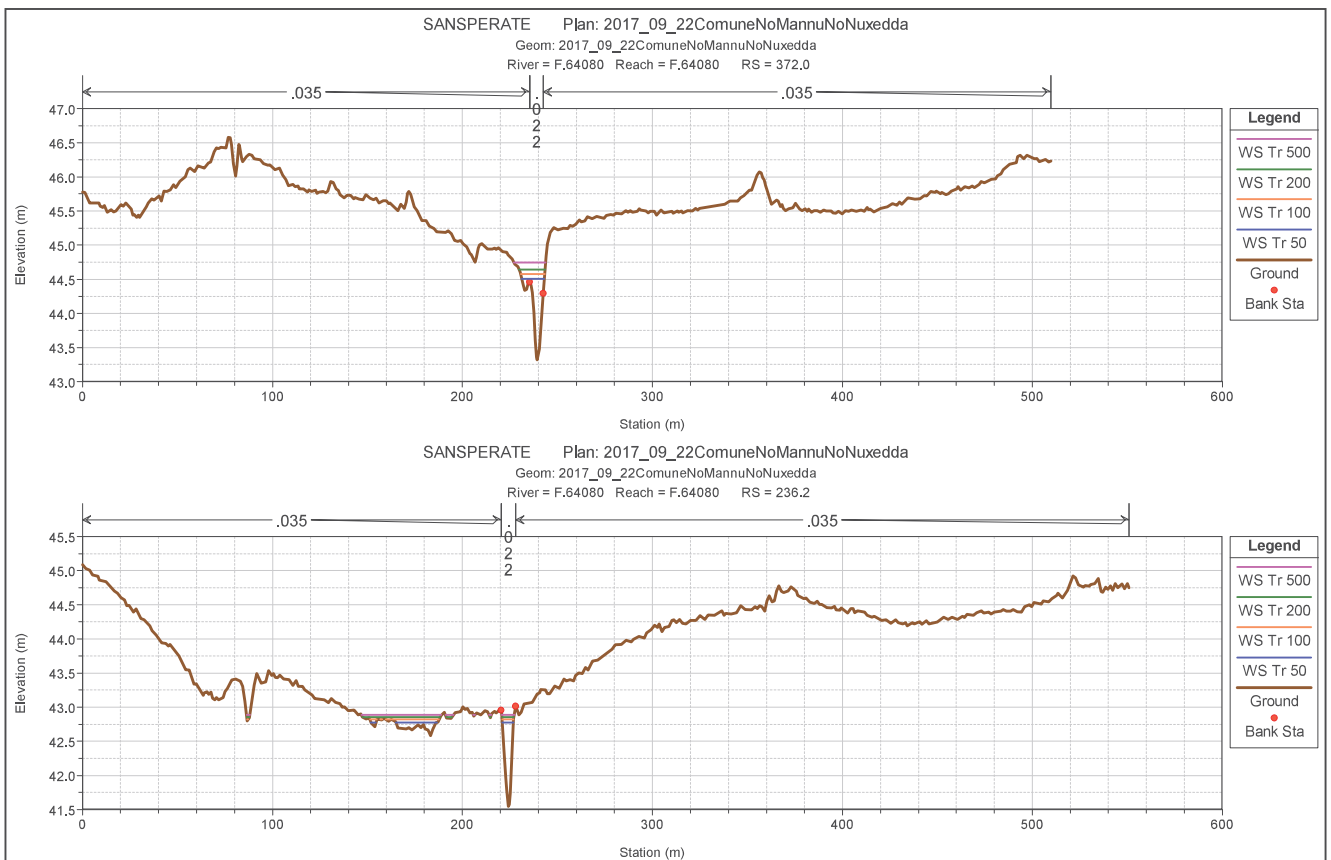 SANSPERATE Plan: 2017_09_22ComuneNoMannuNoNuxedda
Geom: 2017_09_22ComuneNoMannuNoNuxedda
River = F.64080 Reach = F.64080 RS = 372.0
.035
.022
.035
47.0
46.5
46.0
45.5
45.0
44.5
44.0
43.5
43.0
Elevation (m)
0 100 200 300 400 500 600
Station (m)
Legend
WS Tr 500
WS Tr 200
WS Tr 100
WS Tr 50
Ground
Bank Sta
SANSPERATE Plan: 2017_09_22ComuneNoMannuNoNuxedda
Geom: 2017_09_22ComuneNoMannuNoNuxedda
River = F.64080 Reach = F.64080 RS = 236.2
.035
.022
.035
45.5
45.0
44.5
44.0
43.5
43.0
42.5
42.0
41.5
Elevation (m)
0 100 200 300 400 500 600
Station (m)
Legend
WS Tr 500
WS Tr 200
WS Tr 100
WS Tr 50
Ground
Bank Sta